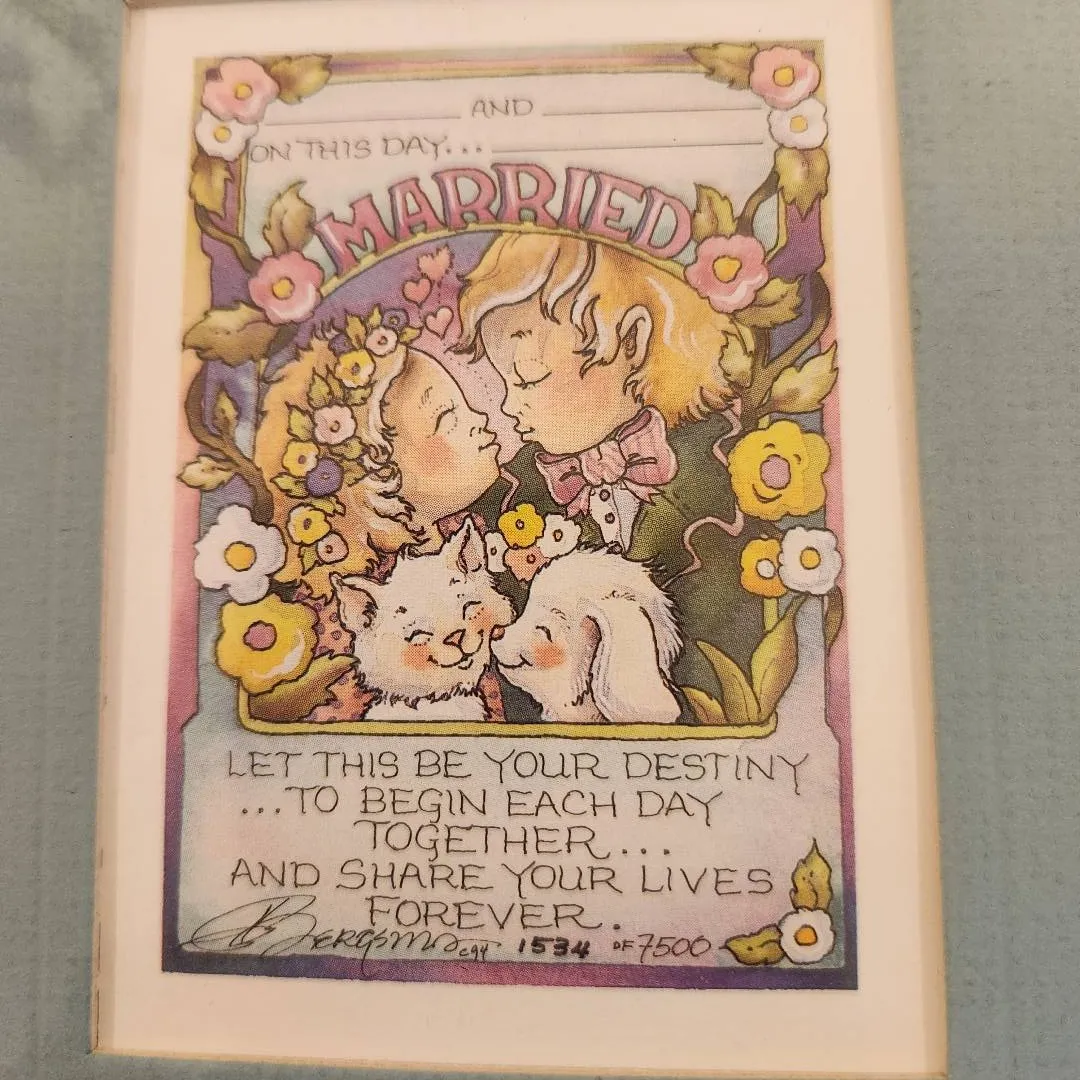 AND
ON THIS DAY...
MARRIED
LET THIS BE YOUR DESTINY
...TO BEGIN EACH DAY
TOGETHER...
AND SHARE YOUR LIVES
FOREVER.
1534 OF 7500